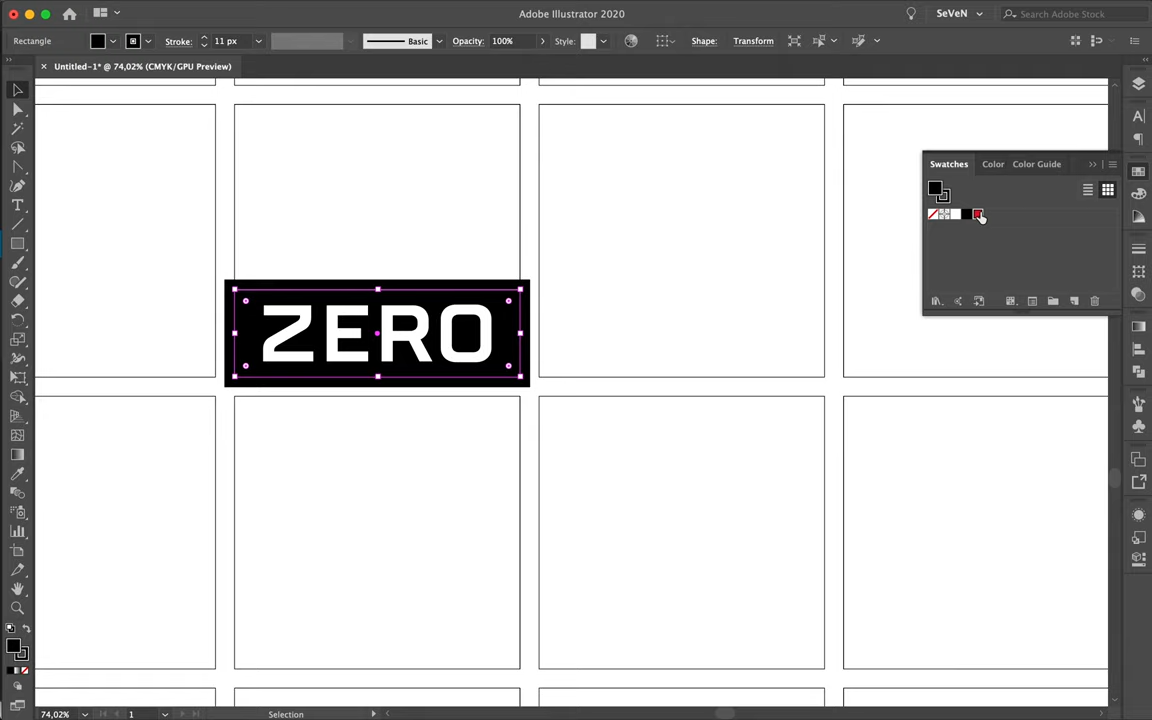 Adobe Illustrator 2020
SeVeN
Search Adobe Stock
Rectangle
Stroke:
11 px
Basic
Opacity:
100%
Style:
Shape:
Transform
Untitled-1* @ 74,02% (CMYK/GPU Preview)
Swatches
Color
Color Guide
ZERO
74,02%
1
Selection